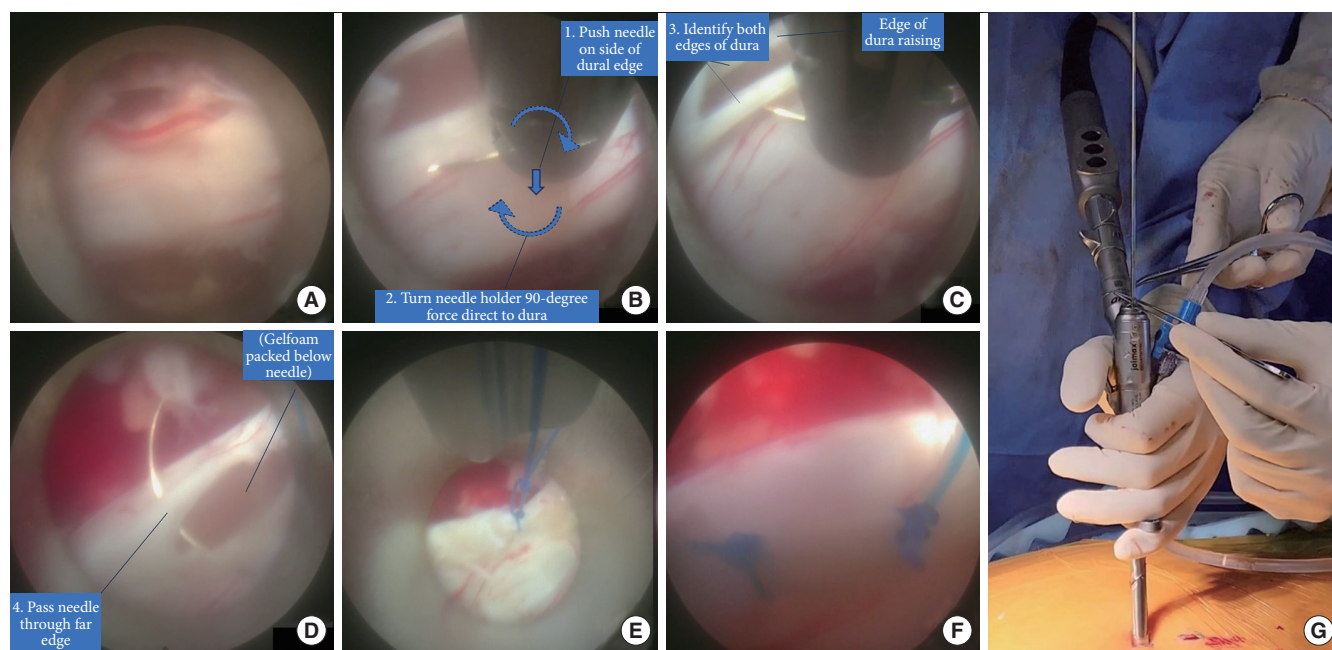 1. Push needle
on side of
dural edge
2. Turn needle holder 90-degree
force direct to dura
3. Identify both
edges of dura
Edge of
dura raising
(Gelfoam
packed below
needle)
4. Pass needle
through far
edge
joimax
A
B
C
D
E
F
G